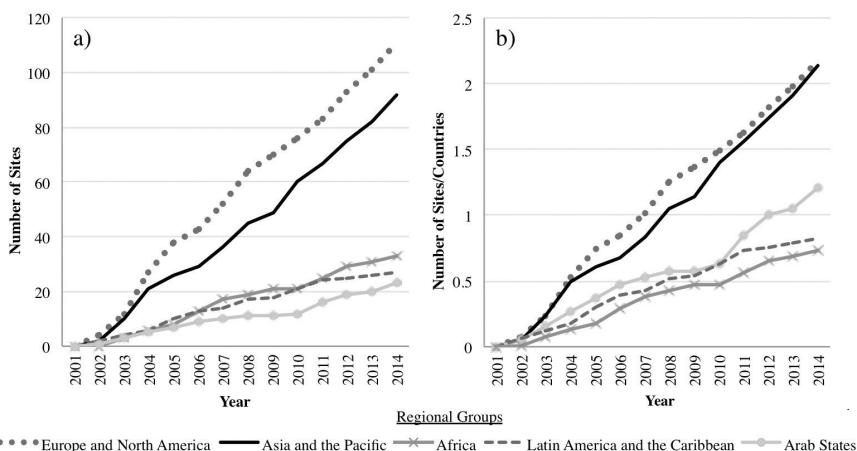 a)
Number of Sites
120
100
80
60
40
20
0
2001 2002 2003 2004 2005 2006 2007 2008 2009 2010 2011 2012 2013 2014
Year
b)
Number of Sites/Countries
2.5
2
1.5
1
0.5
0
2001 2002 2003 2004 2005 2006 2007 2008 2009 2010 2011 2012 2013 2014
Year
Regional Groups
Europe and North America Asia and the Pacific Africa Latin America and the Caribbean Arab States